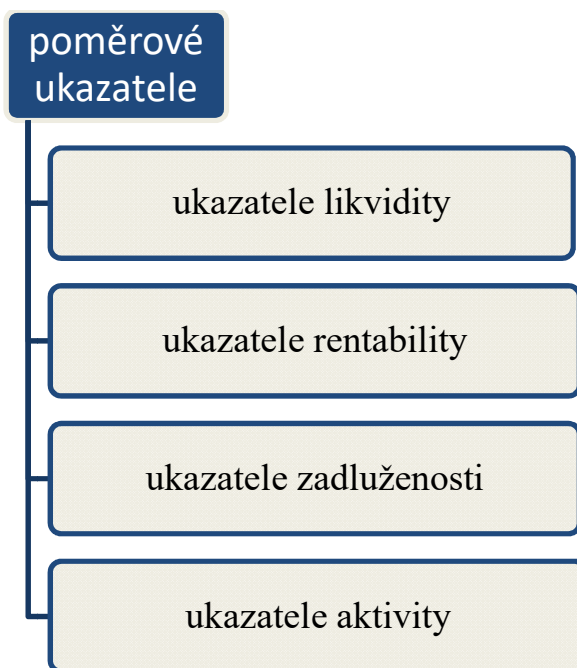 poměrové
ukazatele
ukazatele likvidity
ukazatele rentability
ukazatele zadluženosti
ukazatele aktivity